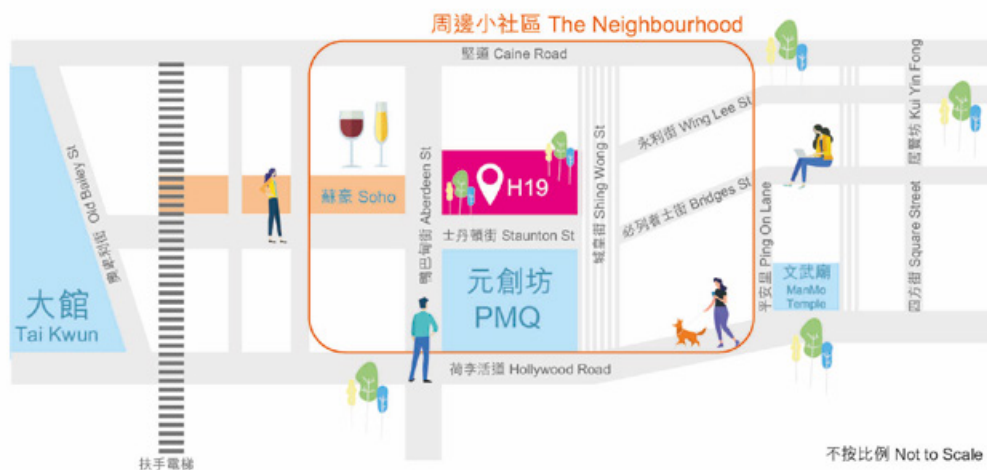 周邊小社區 The Neighbourhood
堅道 Caine Road
奧卑利街 Old Bailey St
大館
Tai Kwun
扶手電梯
蘇豪 Soho
鴨巴甸街 Aberdeen St
H19
士丹頓街 Staunton St
元創坊
PMQ
城皇街 Shing Wong St
永利街 Wing Lee St
必列者士街 Bridges St
平安里 Ping On Lane
文武廟
ManMo
Temple
居賢坊 Kui Yin Fong
四方街 Square Street
荷李活道 Hollywood Road
不按比例 Not to Scale